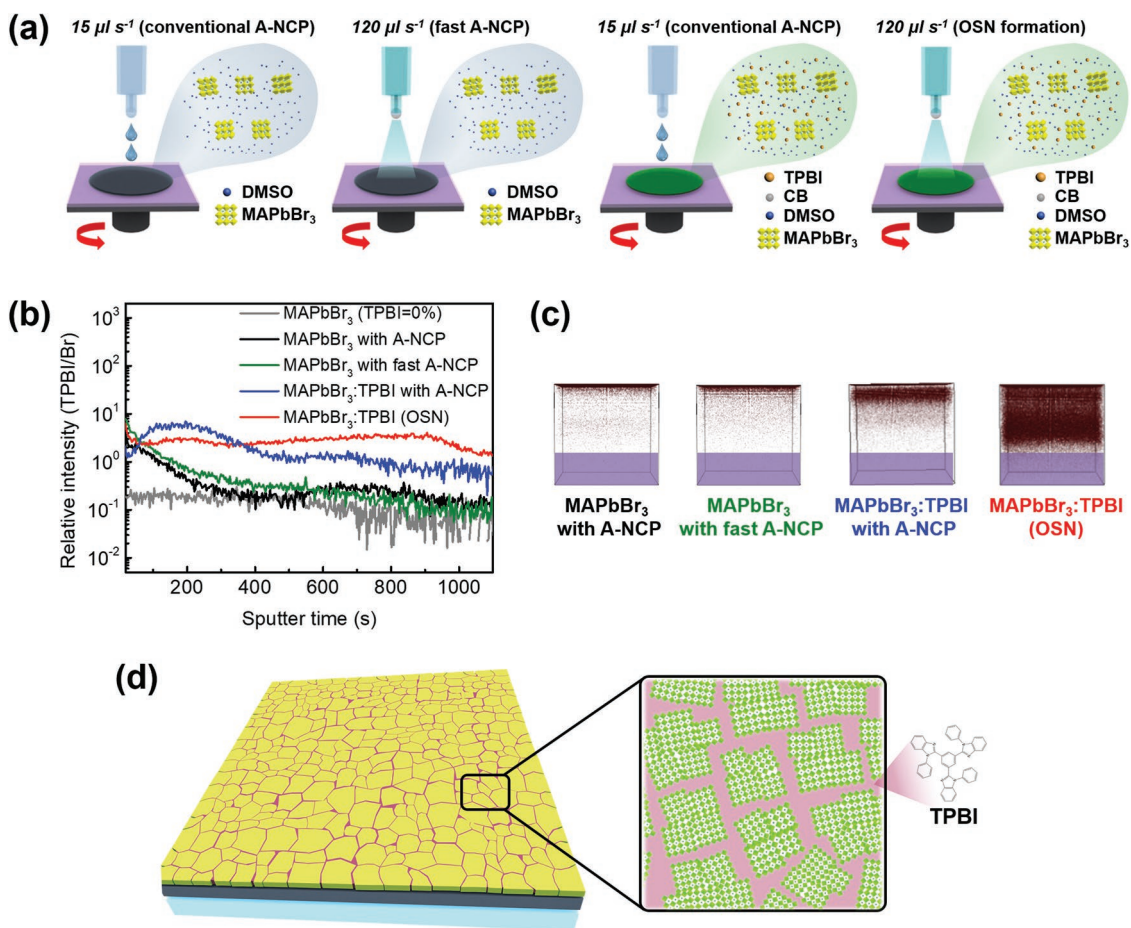 (a)
15 µl s⁻¹ (conventional A-NCP)
120 µl s⁻¹ (fast A-NCP)
15 µl s⁻¹ (conventional A-NCP)
120 µl s⁻¹ (OSN formation)
DMSO
MAPbBr₃
DMSO
MAPbBr₃
TPBI
CB
DMSO
MAPbBr₃
TPBI
CB
DMSO
MAPbBr₃
(b)
Relative intensity (TPBI/Br)
10³
10²
10¹
10⁰
10⁻¹
10⁻²
MAPbBr₃ (TPBI=0%)
MAPbBr₃ with A-NCP
MAPbBr₃ with fast A-NCP
MAPbBr₃:TPBI with A-NCP
MAPbBr₃:TPBI (OSN)
200 400 600 800 1000
Sputter time (s)
(c)
MAPbBr₃
with A-NCP
MAPbBr₃
with fast A-NCP
MAPbBr₃:TPBI
with A-NCP
MAPbBr₃:TPBI
(OSN)
(d)
TPBI